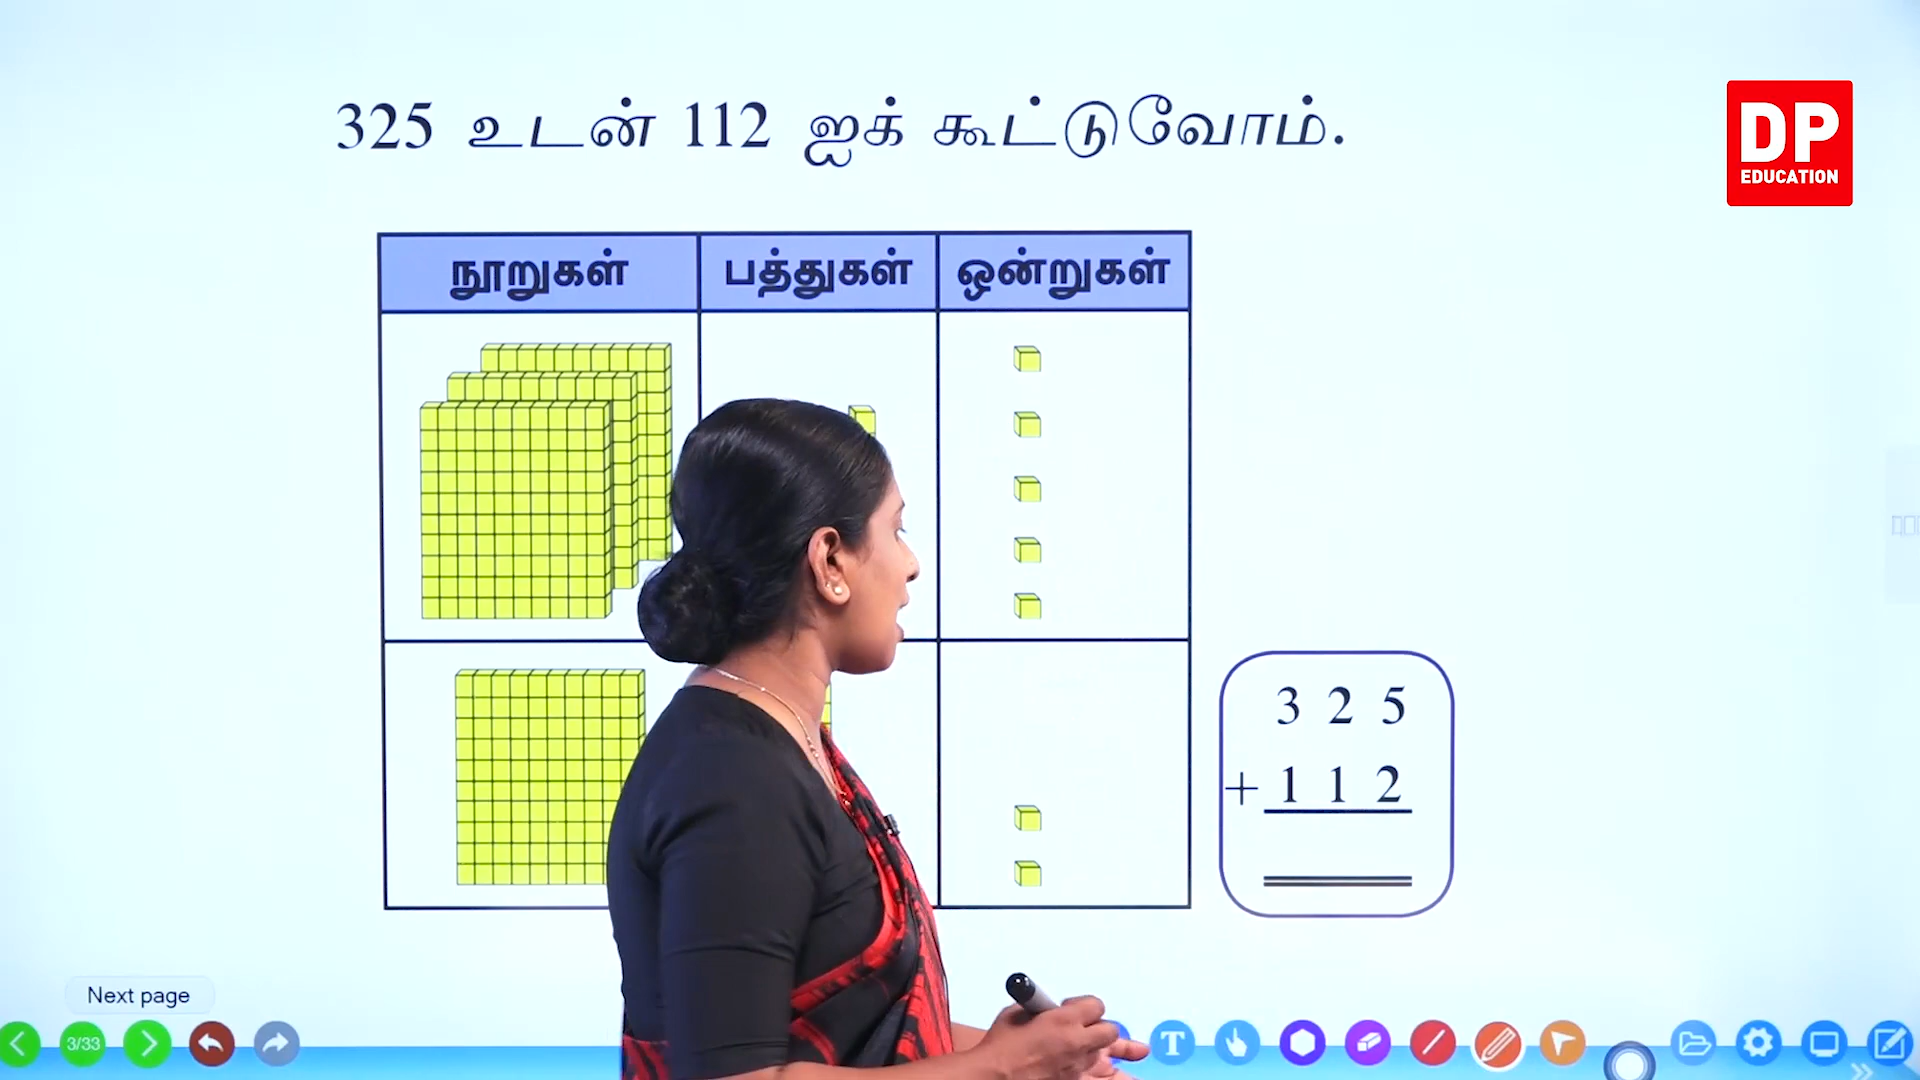 325 உடன் 112 ஐக் கூட்டுவோம்.
DP
EDUCATION
நூறுகள் பத்துகள் ஒன்றுகள்
3 2 5
+ 1 1 2
Next page
3/33
T